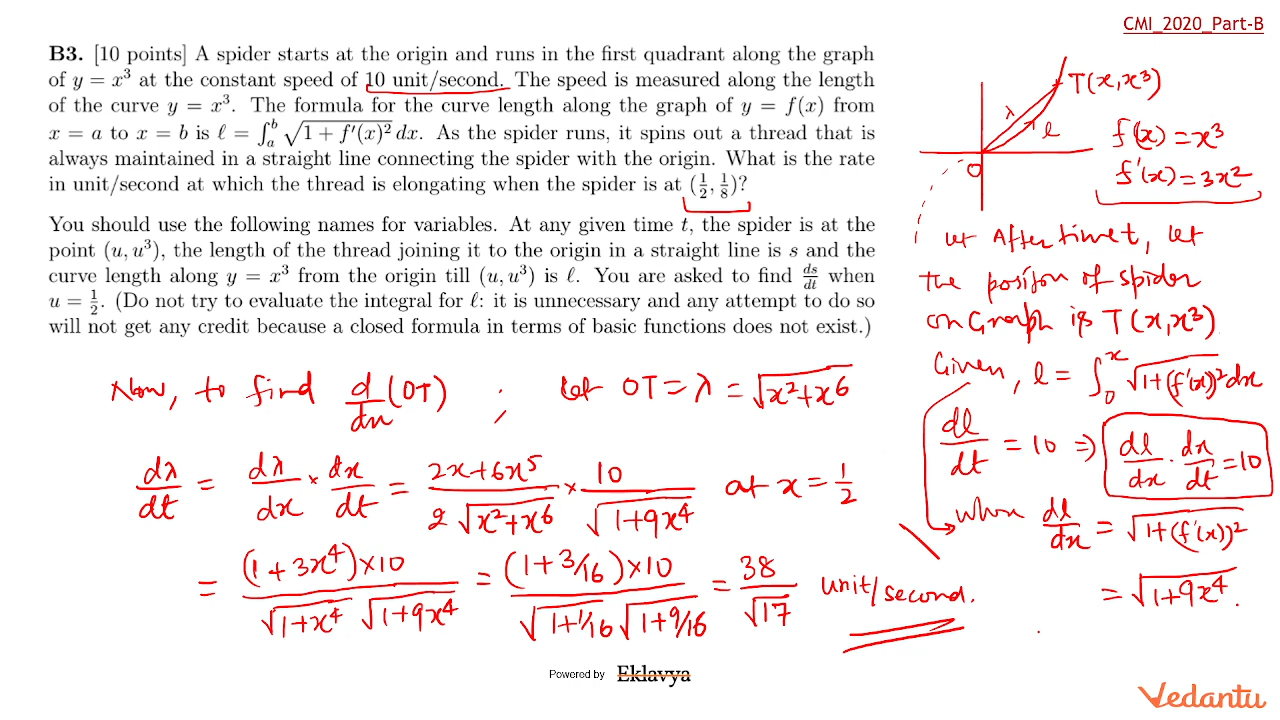 CMI_2020_Part-B
B3. [10 points] A spider starts at the origin and runs in the first quadrant along the graph
of y = x³ at the constant speed of 10 unit/second. The speed is measured along the length
of the curve y = x³. The formula for the curve length along the graph of y = f(x) from
x = a to x = b is ℓ = ∫ₐᵇ √(1 + f′(x)²) dx. As the spider runs, it spins out a thread that is
always maintained in a straight line connecting the spider with the origin. What is the rate
in unit/second at which the thread is elongating when the spider is at (1/2, 1/8)?
You should use the following names for variables. At any given time t, the spider is at the
point (u, u³), the length of the thread joining it to the origin in a straight line is s and the
curve length along y = x³ from the origin till (u, u³) is ℓ. You are asked to find ds/dt when
u = 1/2. (Do not try to evaluate the integral for ℓ: it is unnecessary and any attempt to do so
will not get any credit because a closed formula in terms of basic functions does not exist.)
T(x, x³)
λ
l
O
f(x) = x³
f'(x) = 3x²
let After time t, let
the positon of spider
on Graph is T(x, x³)
Given, l = ∫₀ˣ √(1+(f'(x))²) dx
dl/dt = 10 ⇒ dl/dx · dx/dt = 10
when dl/dx = √(1+(f'(x))²)
= √(1+9x⁴).
Now, to find d/dx (OT) ; let OT = λ = √(x²+x⁶)
dλ/dt = dλ/dx × dx/dt = (2x+6x⁵)/(2√(x²+x⁶)) × 10/√(1+9x⁴) at x = 1/2
= (1+3x⁴)×10/(√(1+x⁴) √(1+9x⁴)) = (1+3/16)×10/(√(1+1/16) √(1+9/16)) = 38/√17 unit/second.
Powered by Eklavya
Vedantu